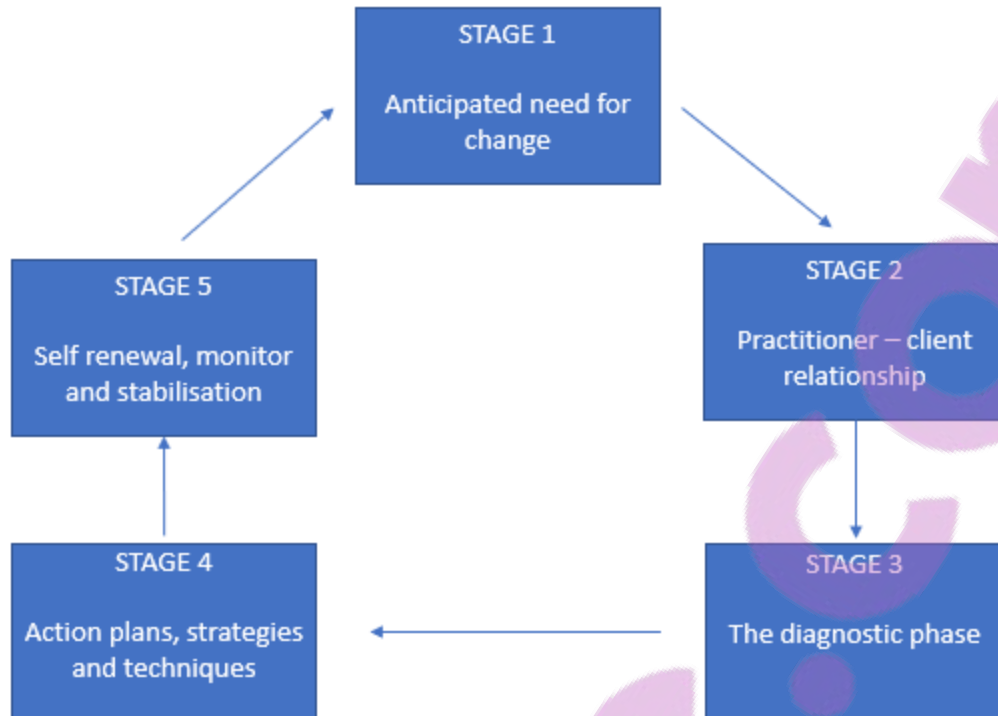 STAGE 1
Anticipated need for
change
STAGE 2
Practitioner – client
relationship
STAGE 3
The diagnostic phase
STAGE 4
Action plans, strategies
and techniques
STAGE 5
Self renewal, monitor
and stabilisation